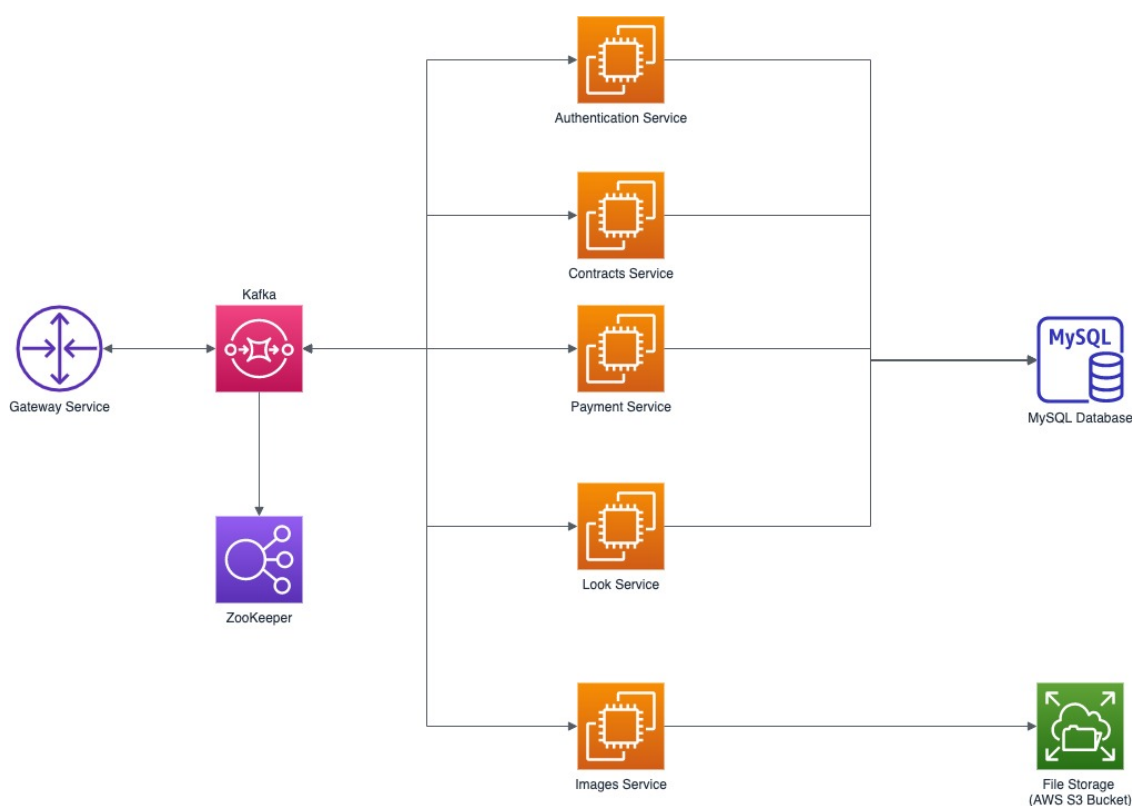 Authentication Service
Contracts Service
Kafka
Gateway Service
Payment Service
MySQL
MySQL Database
ZooKeeper
Look Service
Images Service
File Storage
(AWS S3 Bucket)